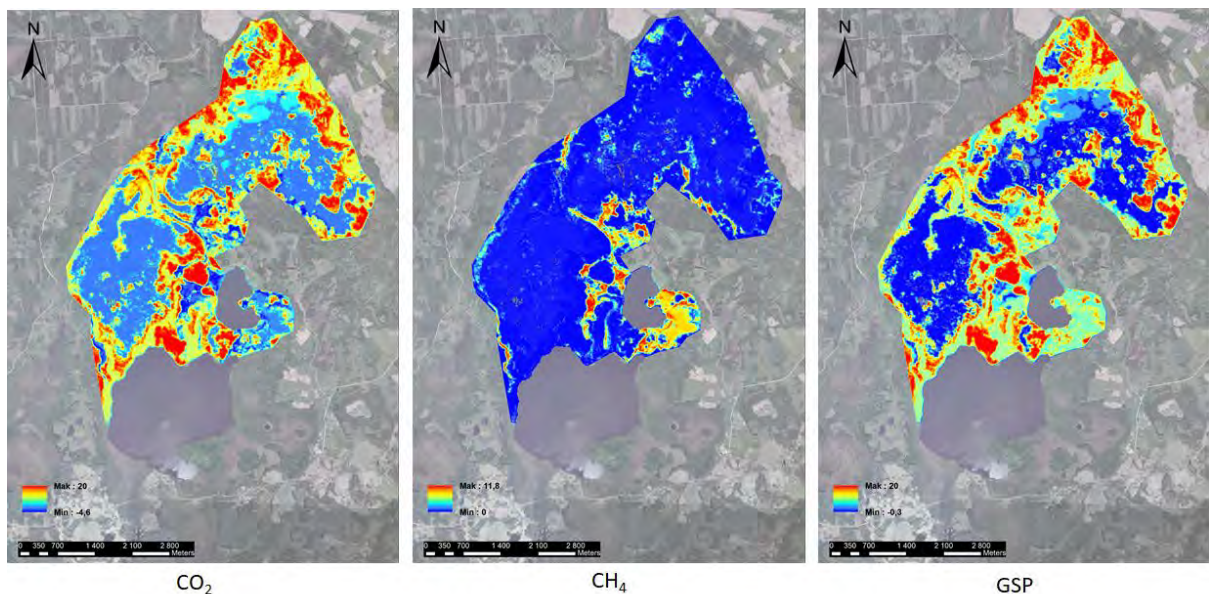 N
Mak : 20
Min : -4,6
0 350 700 1 400 2 100 2 800
Meters
CO₂
N
Mak : 11,8
Min : 0
0 350 700 1 400 2 100 2 800
Meters
CH₄
N
Mak : 20
Min : -0,3
0 350 700 1 400 2 100 2 800
Meters
GSP